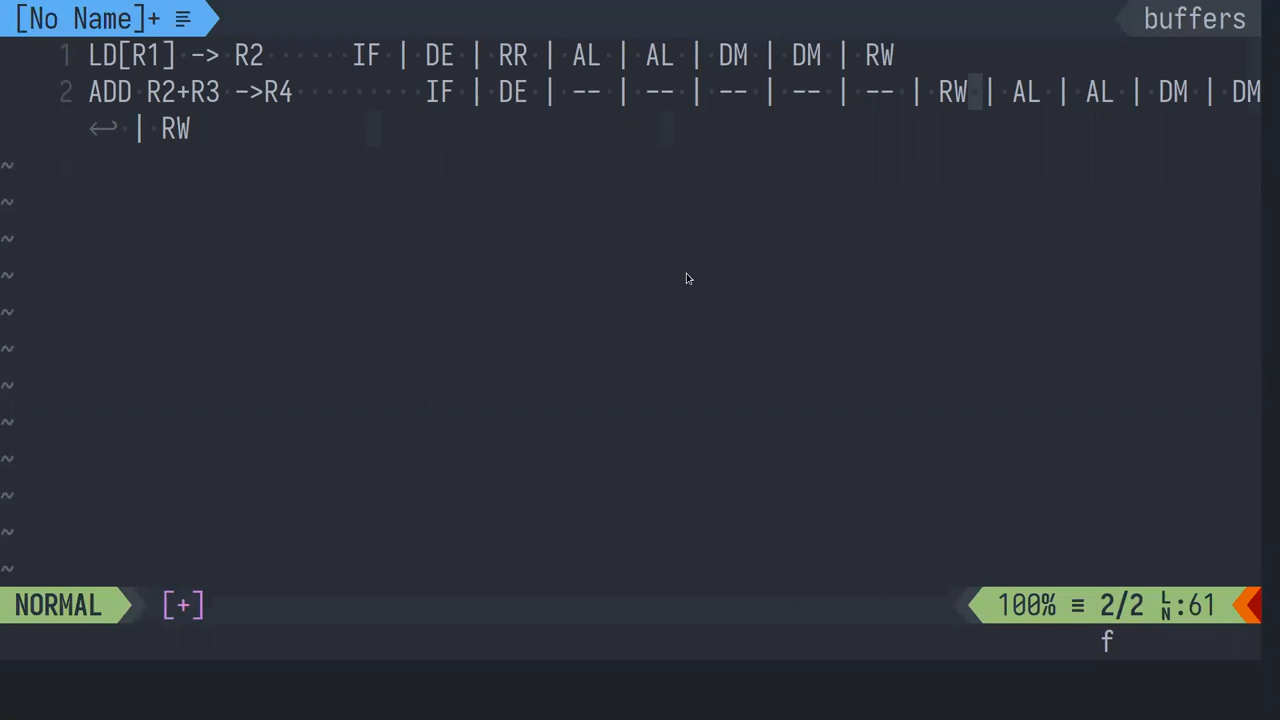 [No Name]+ ≡ buffers
1 LD[R1] -> R2 IF | DE | RR | AL | AL | DM | DM | RW
2 ADD R2+R3 ->R4 IF | DE | -- | -- | -- | -- | -- | RW | AL | AL | DM | DM
↩ | RW
~
~
~
~
~
~
~
~
~
~
~
~
NORMAL [+] 100% ≡ 2/2 LN:61
f